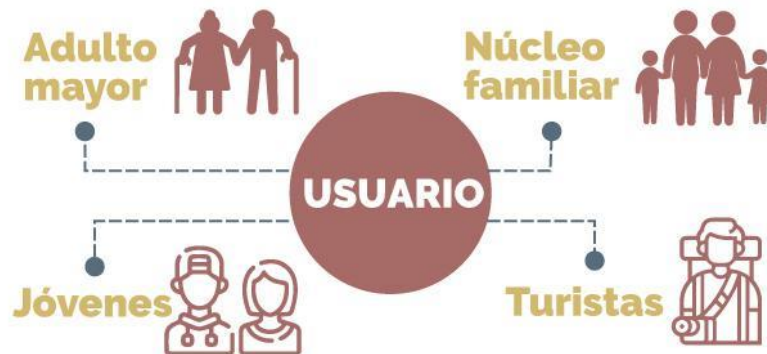 Adulto
mayor
Núcleo
familiar
USUARIO
Jóvenes
Turistas